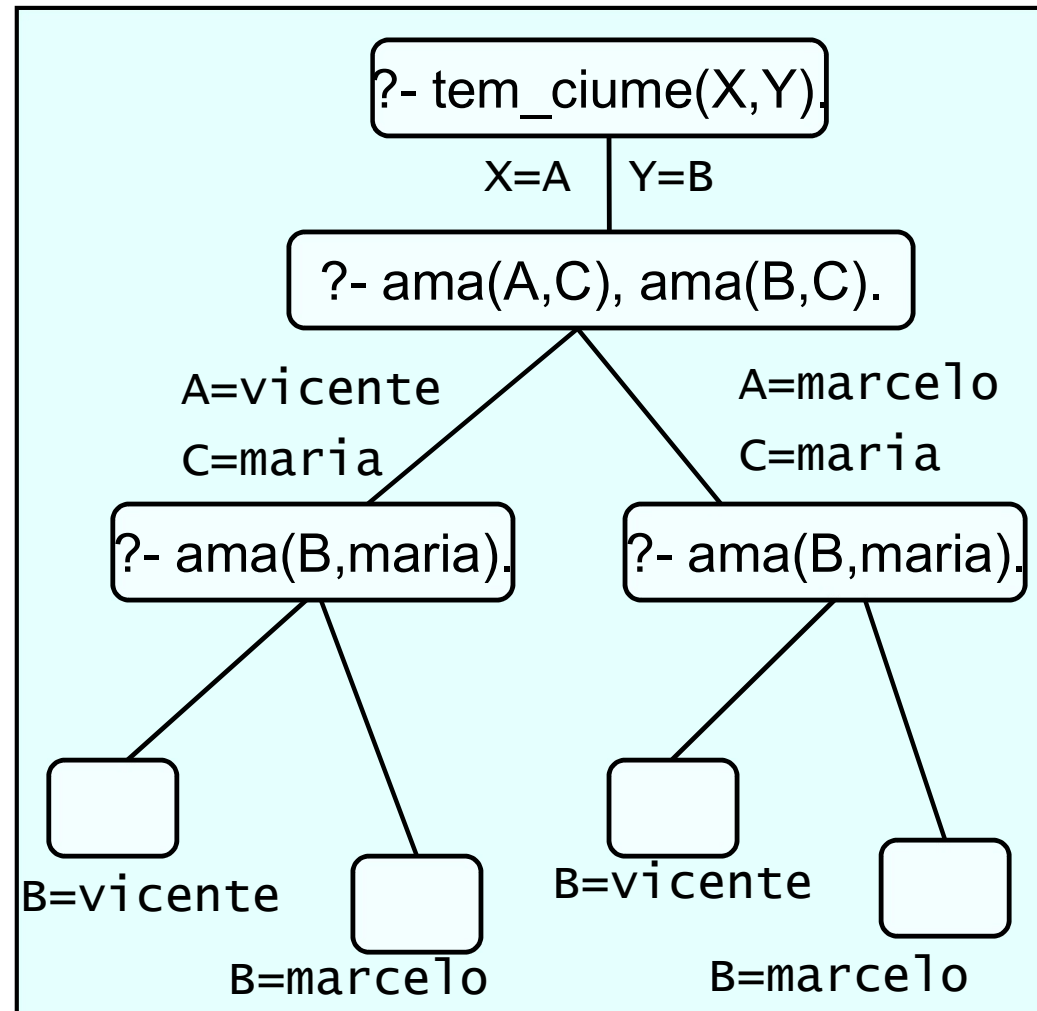 ?- tem_ciume(X,Y).
X=A Y=B
?- ama(A,C), ama(B,C).
A=vicente
C=maria
A=marcelo
C=maria
?- ama(B,maria).
?- ama(B,maria).
B=vicente
B=marcelo
B=vicente
B=marcelo